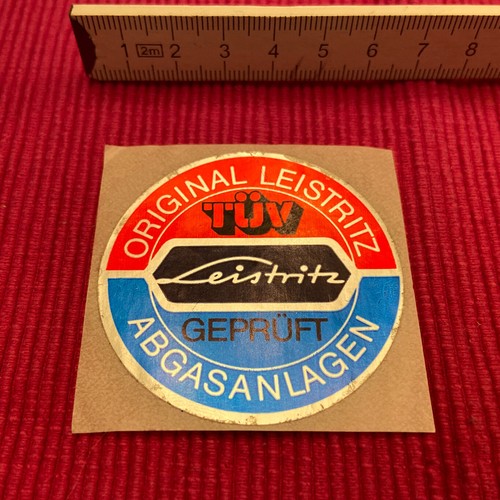 1 2m 2 3 4 5 6 7 8
ORIGINAL LEISTRITZ
TÜV
Leistritz
GEPRÜFT
ABGASANLAGEN